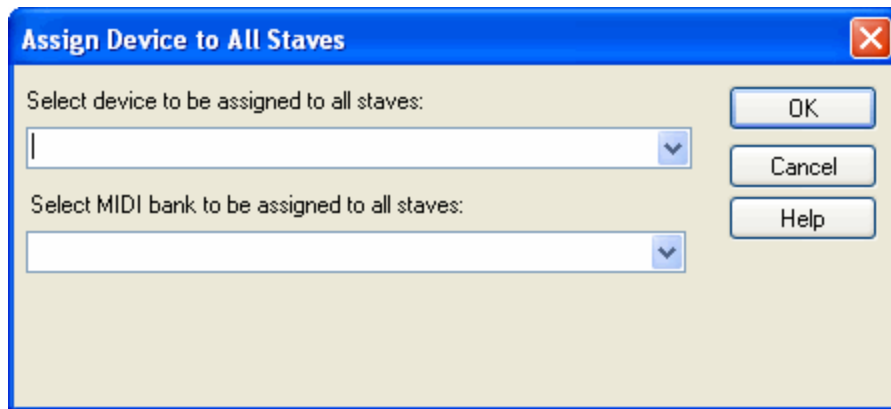 Assign Device to All Staves
Select device to be assigned to all staves:
OK
Cancel
Select MIDI bank to be assigned to all staves:
Help